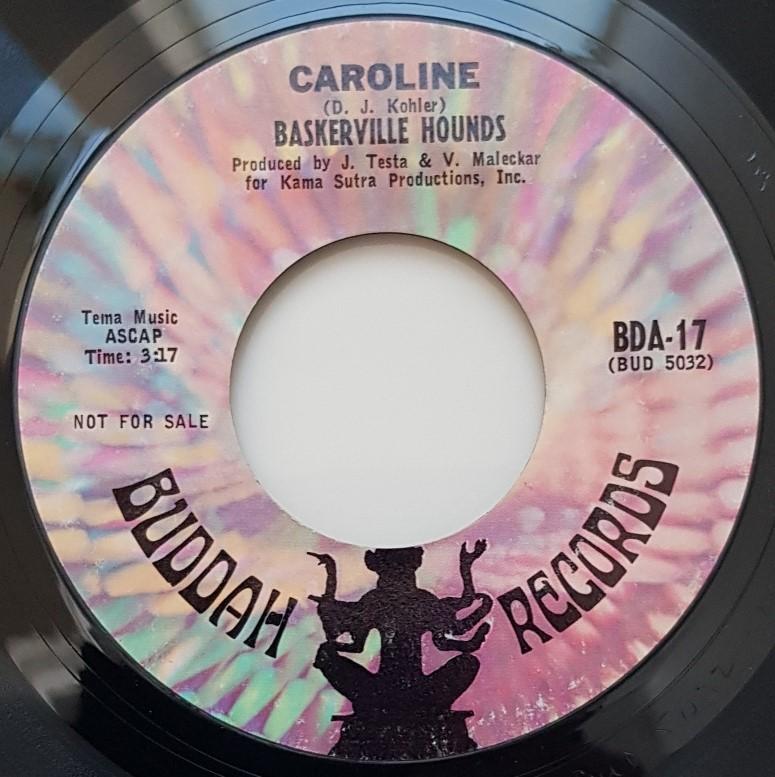 CAROLINE
(D. J. Kohler)
BASKERVILLE HOUNDS
Produced by J. Testa & V. Maleckar
for Kama Sutra Productions, Inc.
Tema Music
ASCAP
Time: 3:17
BDA-17
(BUD 5032)
NOT FOR SALE
BUDDAH RECORDS